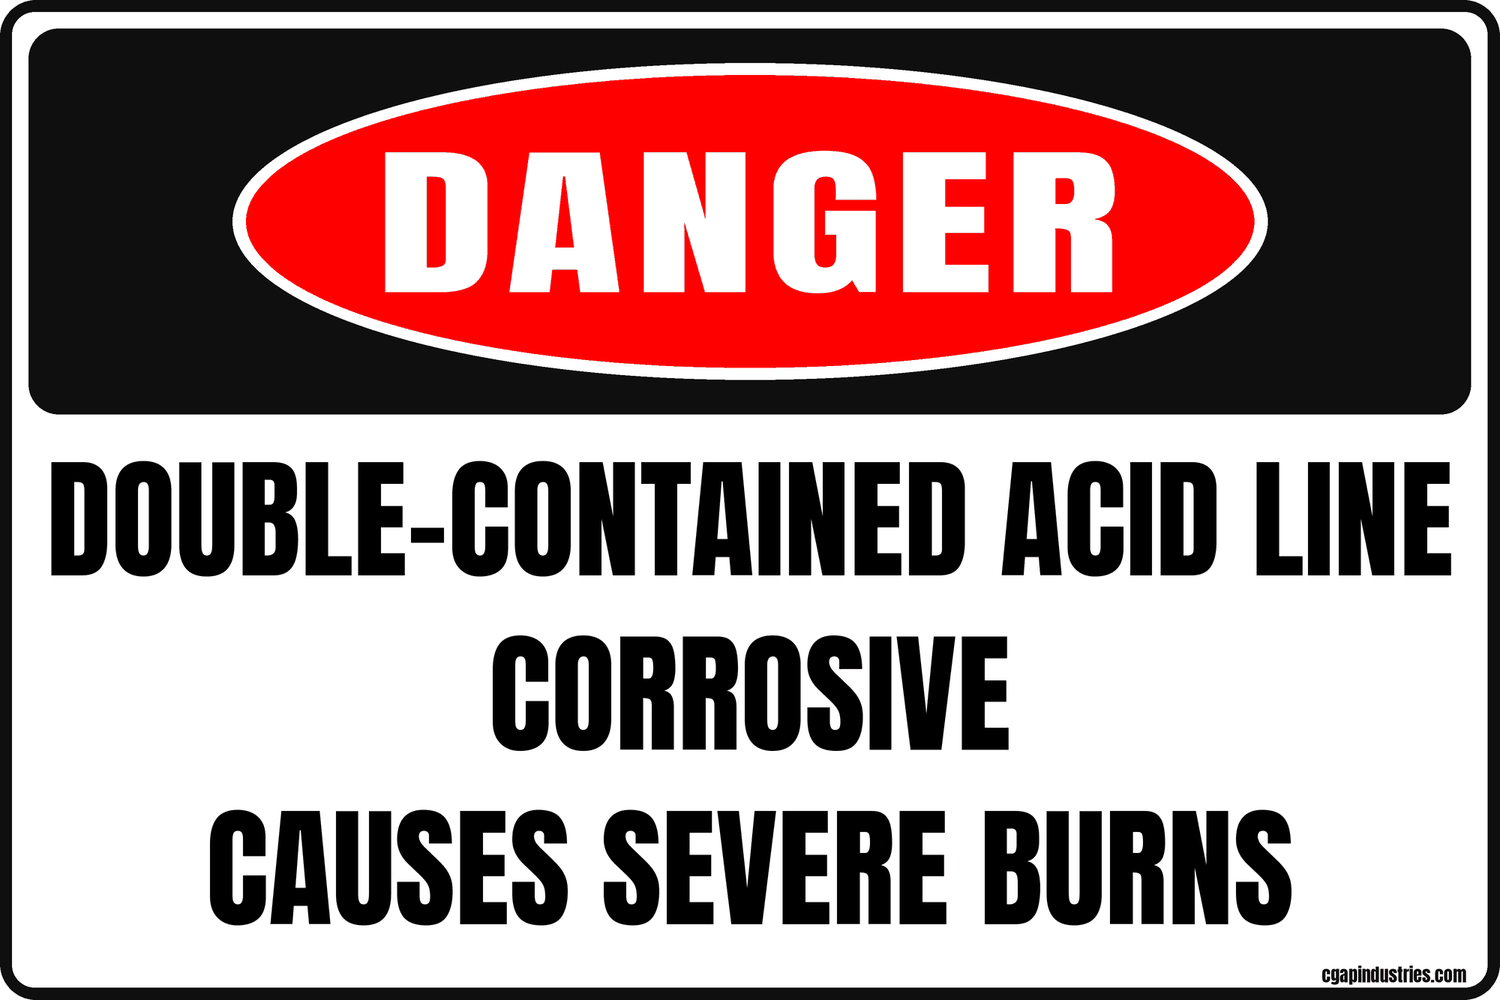 DANGER
DOUBLE-CONTAINED ACID LINE
CORROSIVE
CAUSES SEVERE BURNS
cgapindustries.com